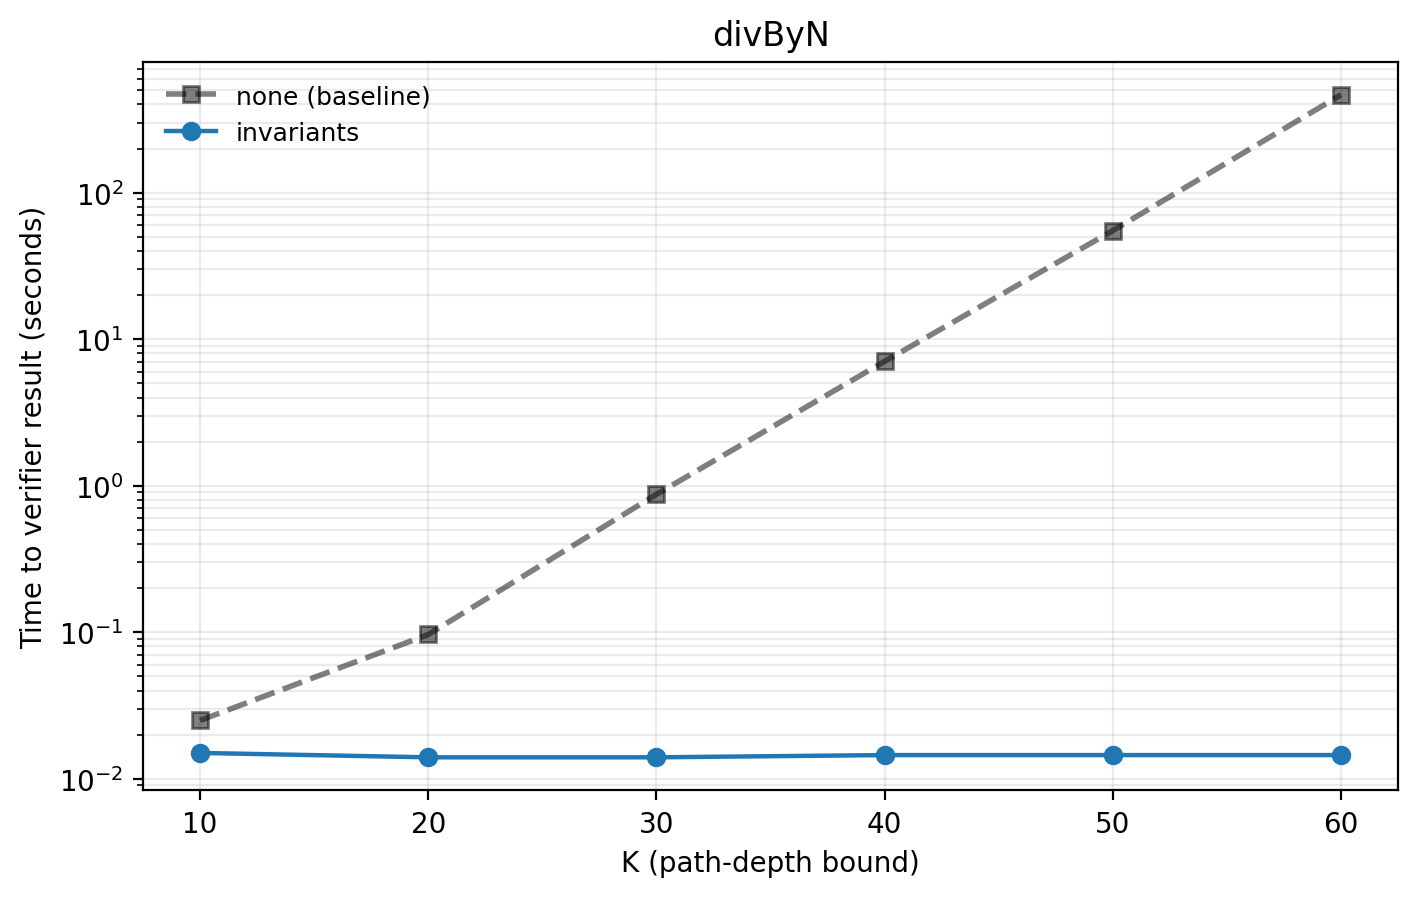 divByN
none (baseline)
invariants
Time to verifier result (seconds)
10²
10¹
10⁰
10⁻¹
10⁻²
10 20 30 40 50 60
K (path-depth bound)